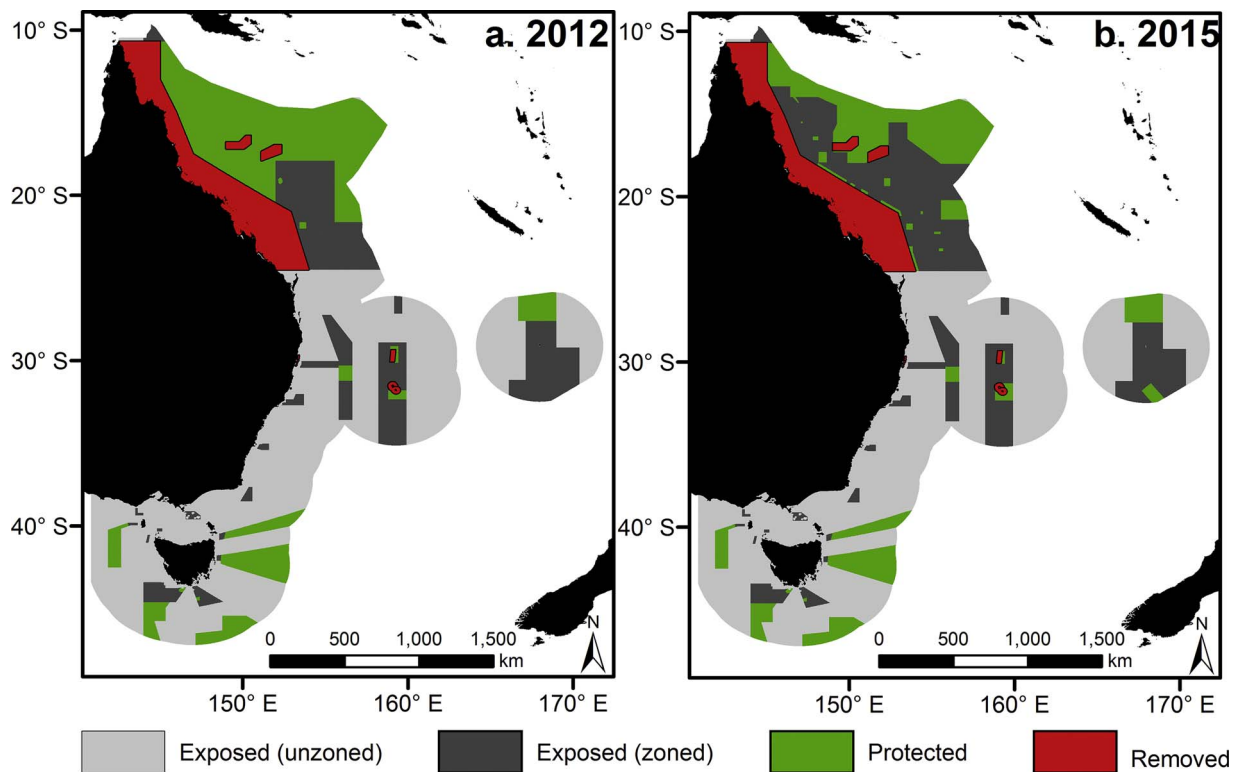 a. 2012
b. 2015
10° S
20° S
30° S
40° S
10° S
20° S
30° S
40° S
N
0 500 1,000 1,500
km
N
0 500 1,000 1,500
km
150° E 160° E 170° E
150° E 160° E 170° E
Exposed (unzoned) Exposed (zoned) Protected Removed